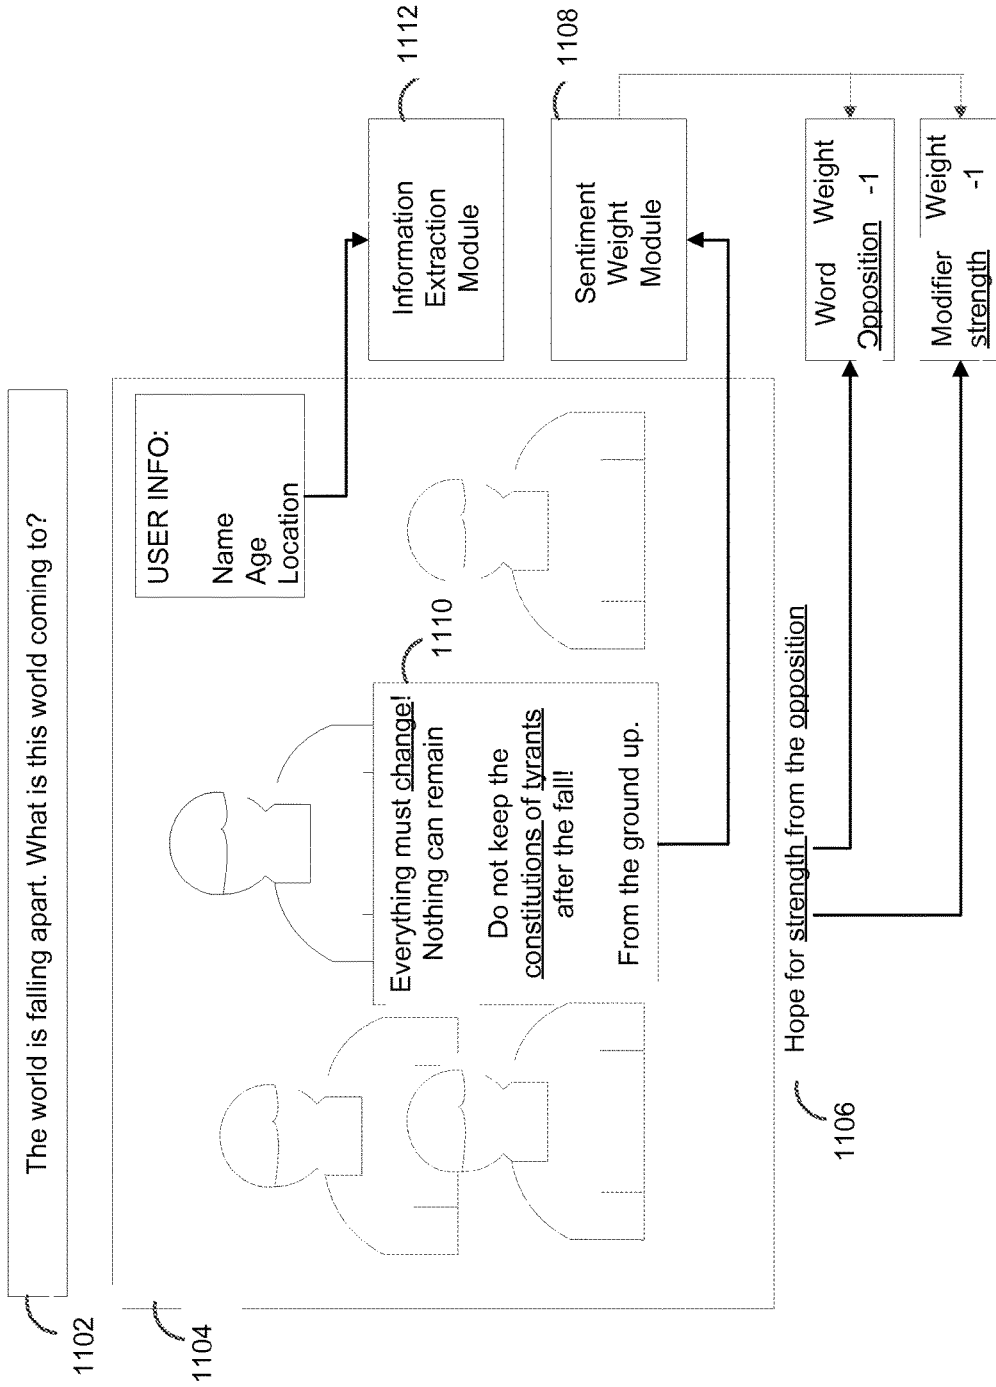 The world is falling apart. What is this world coming to?
1102
1104
USER INFO:
Name
Age
Location
1112
Information
Extraction
Module
1110
Everything must change!
Nothing can remain
Do not keep the
constitutions of tyrants
after the fall!
From the ground up.
1108
Sentiment
Weight
Module
1106
Hope for strength from the opposition
Word Weight
Opposition -1
Modifier Weight
strength -1